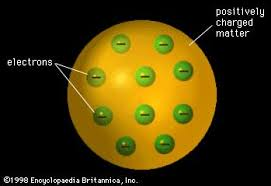 positively
charged
matter
electrons
©1998 Encyclopaedia Britannica, Inc.